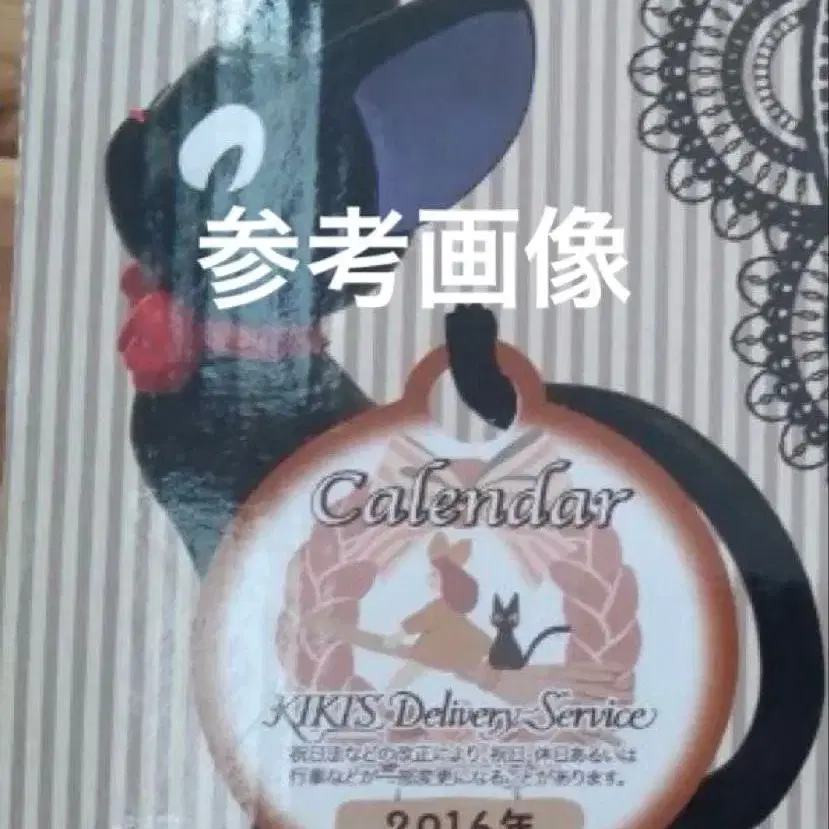 参考画像
Calendar
KIKI'S Delivery Service
祝日法などの改正により、祝日・休日あるいは
行事などが一部変更になることがあります。
2016年